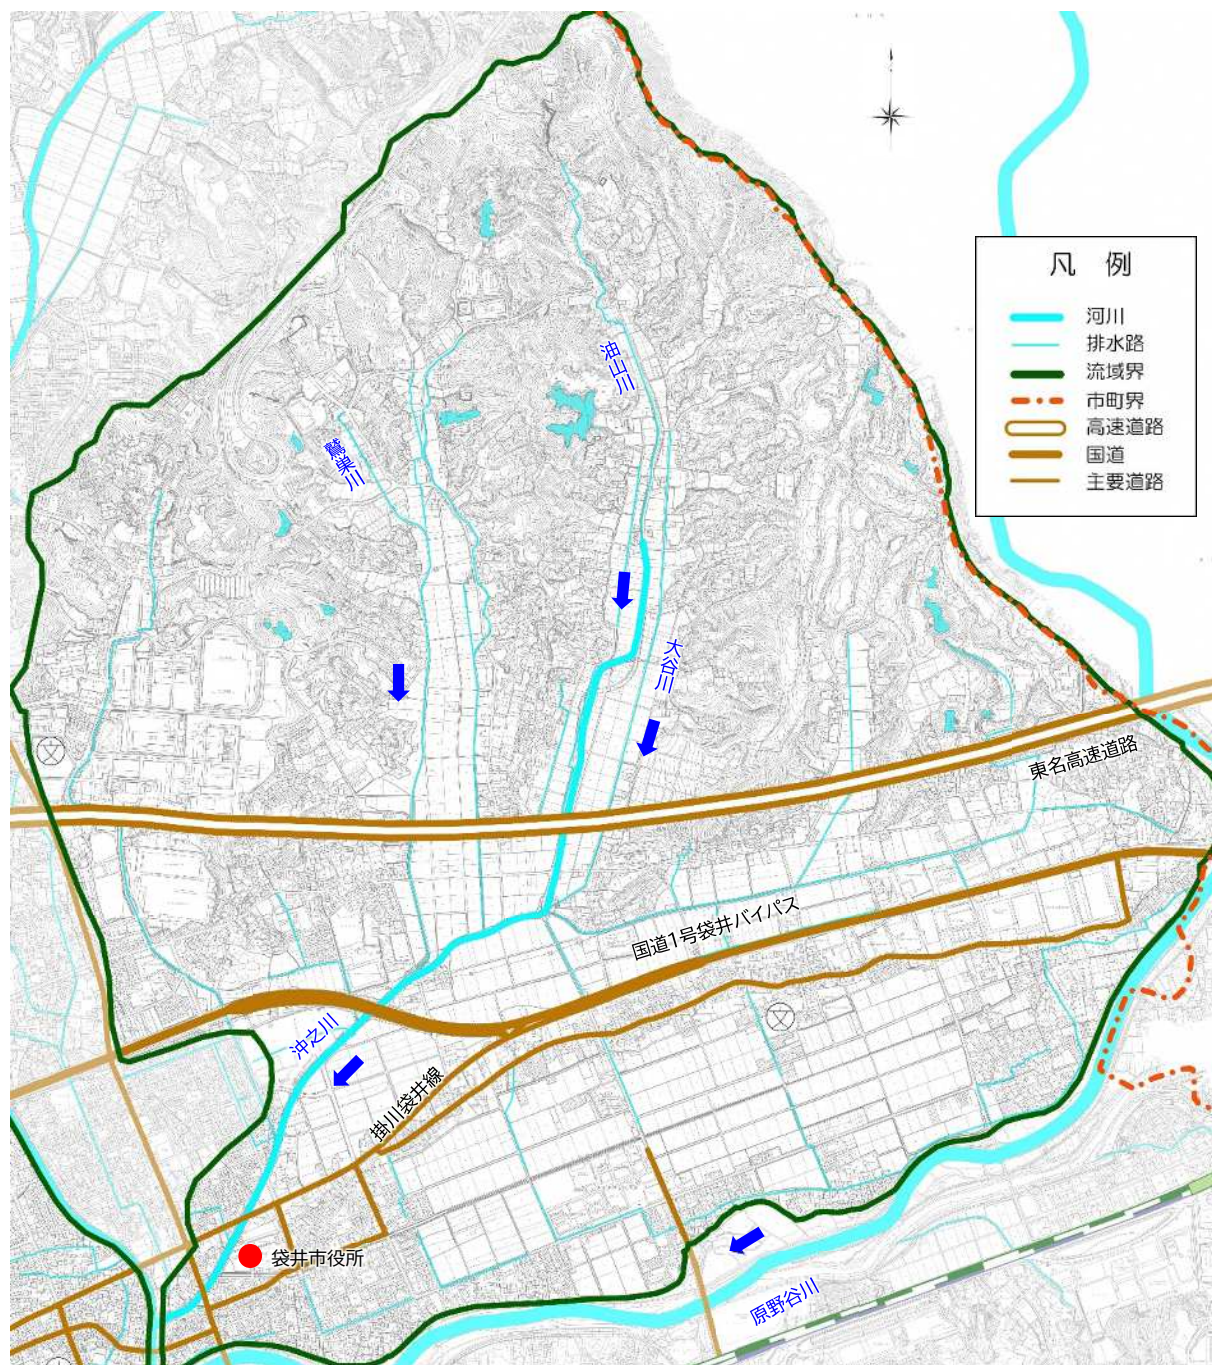 凡 例
河川
排水路
流域界
市町界
高速道路
国道
主要道路
油山川
鷲巣川
大谷川
東名高速道路
国道1号袋井バイパス
沖之川
掛川袋井線
袋井市役所
原野谷川
文
文